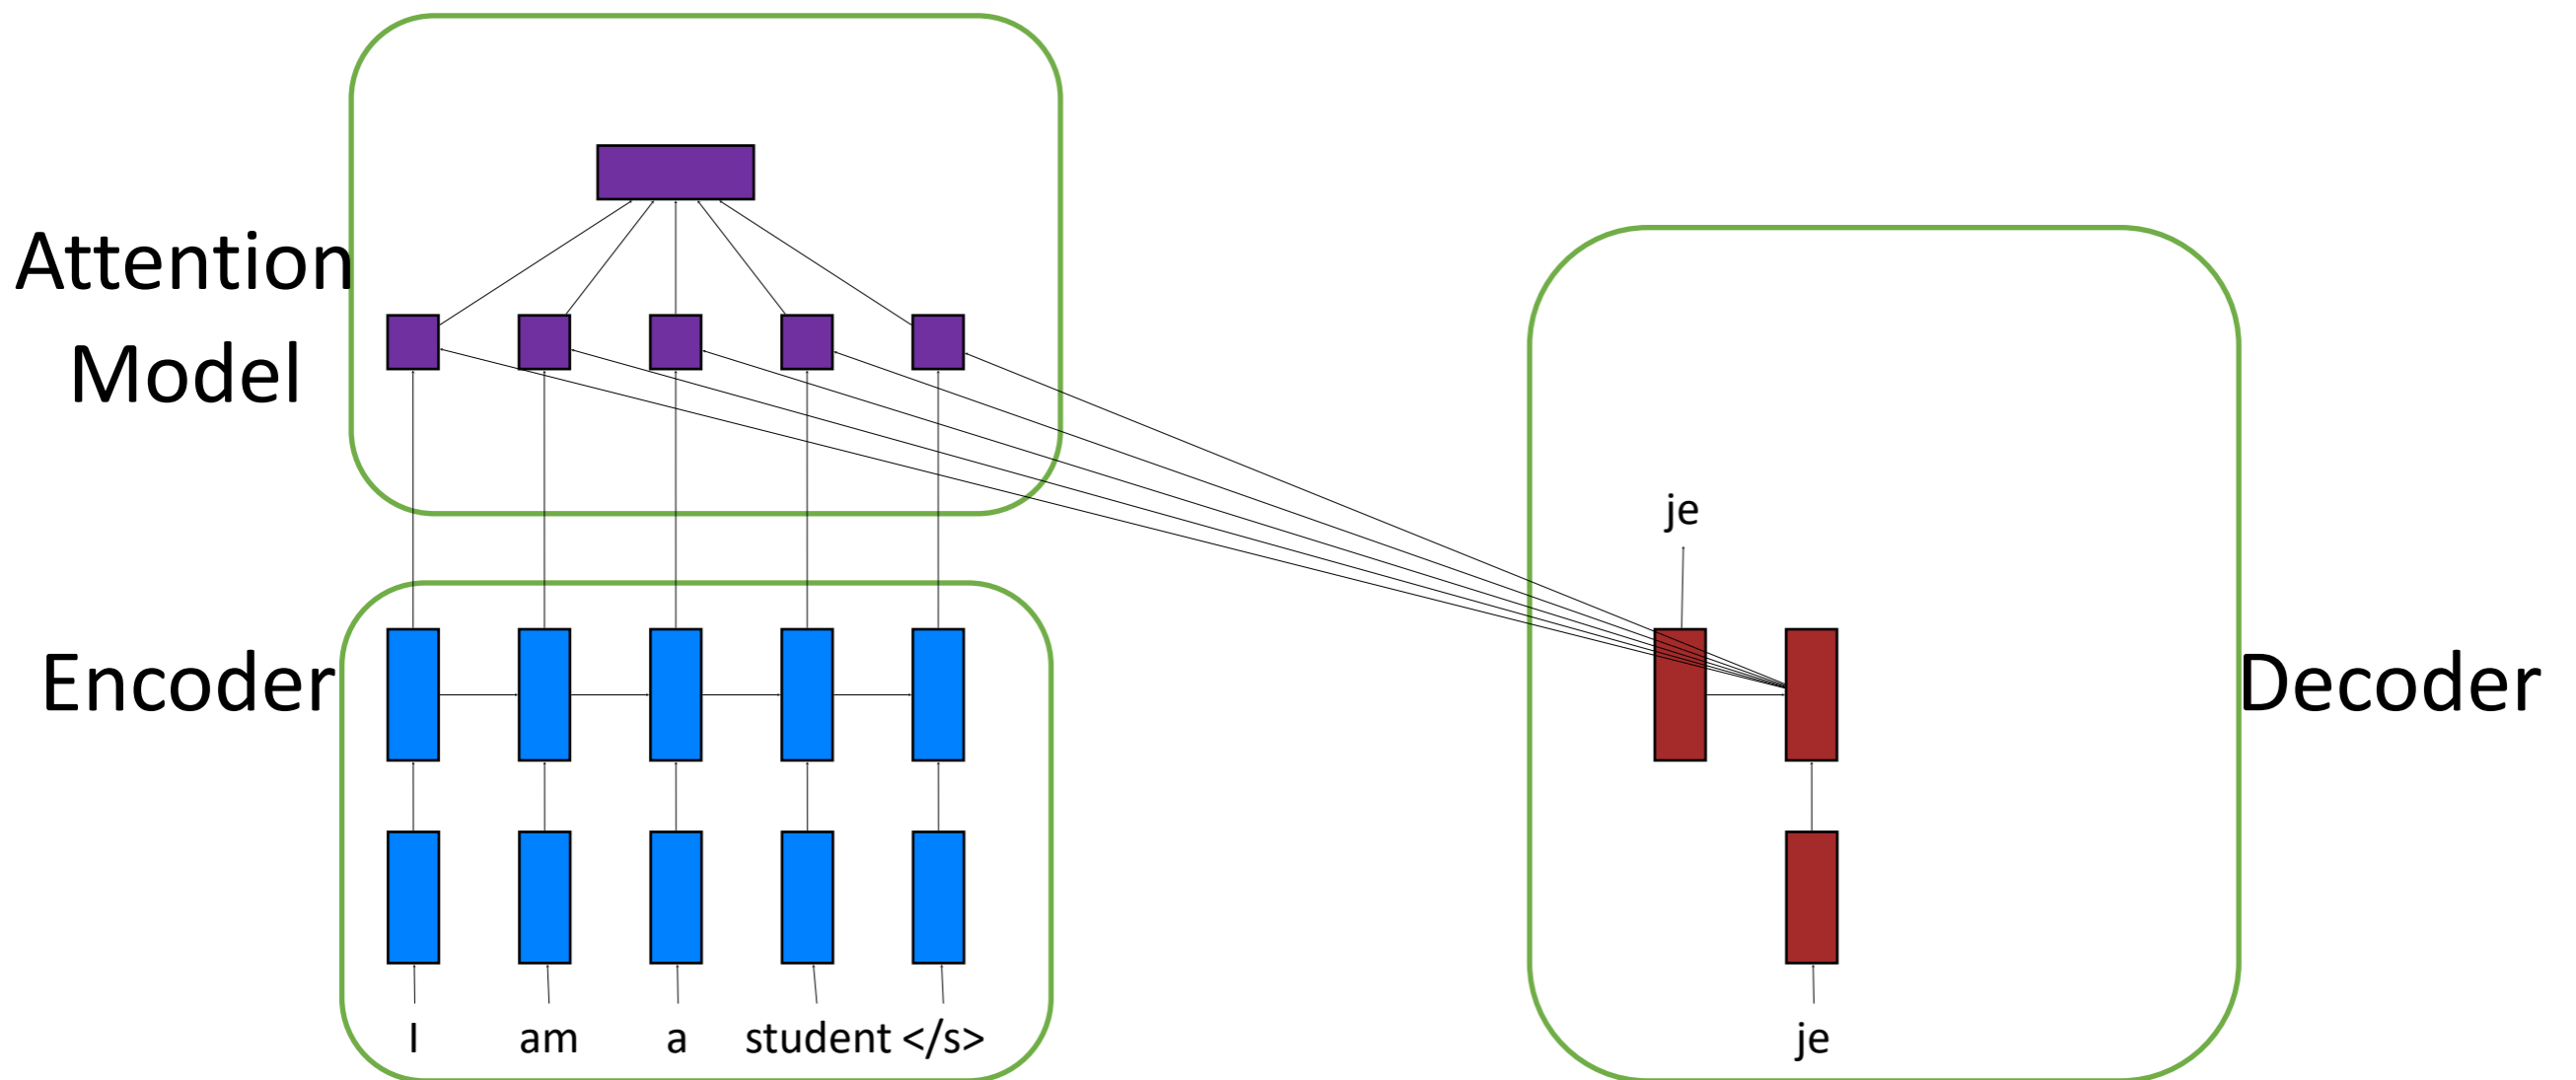 Attention
Model
je
Encoder
Decoder
I am a student </s>
je